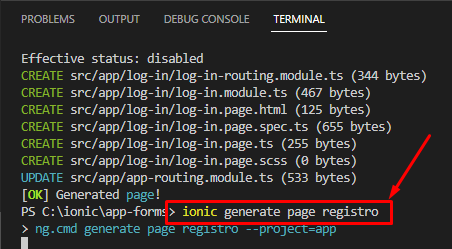 PROBLEMS OUTPUT DEBUG CONSOLE TERMINAL
Effective status: disabled
CREATE src/app/log-in/log-in-routing.module.ts (344 bytes)
CREATE src/app/log-in/log-in.module.ts (467 bytes)
CREATE src/app/log-in/log-in.page.html (125 bytes)
CREATE src/app/log-in/log-in.page.spec.ts (655 bytes)
CREATE src/app/log-in/log-in.page.ts (255 bytes)
CREATE src/app/log-in/log-in.page.scss (0 bytes)
UPDATE src/app/app-routing.module.ts (533 bytes)
[OK] Generated page!
PS C:\ionic\app-forms> ionic generate page registro
> ng.cmd generate page registro --project=app